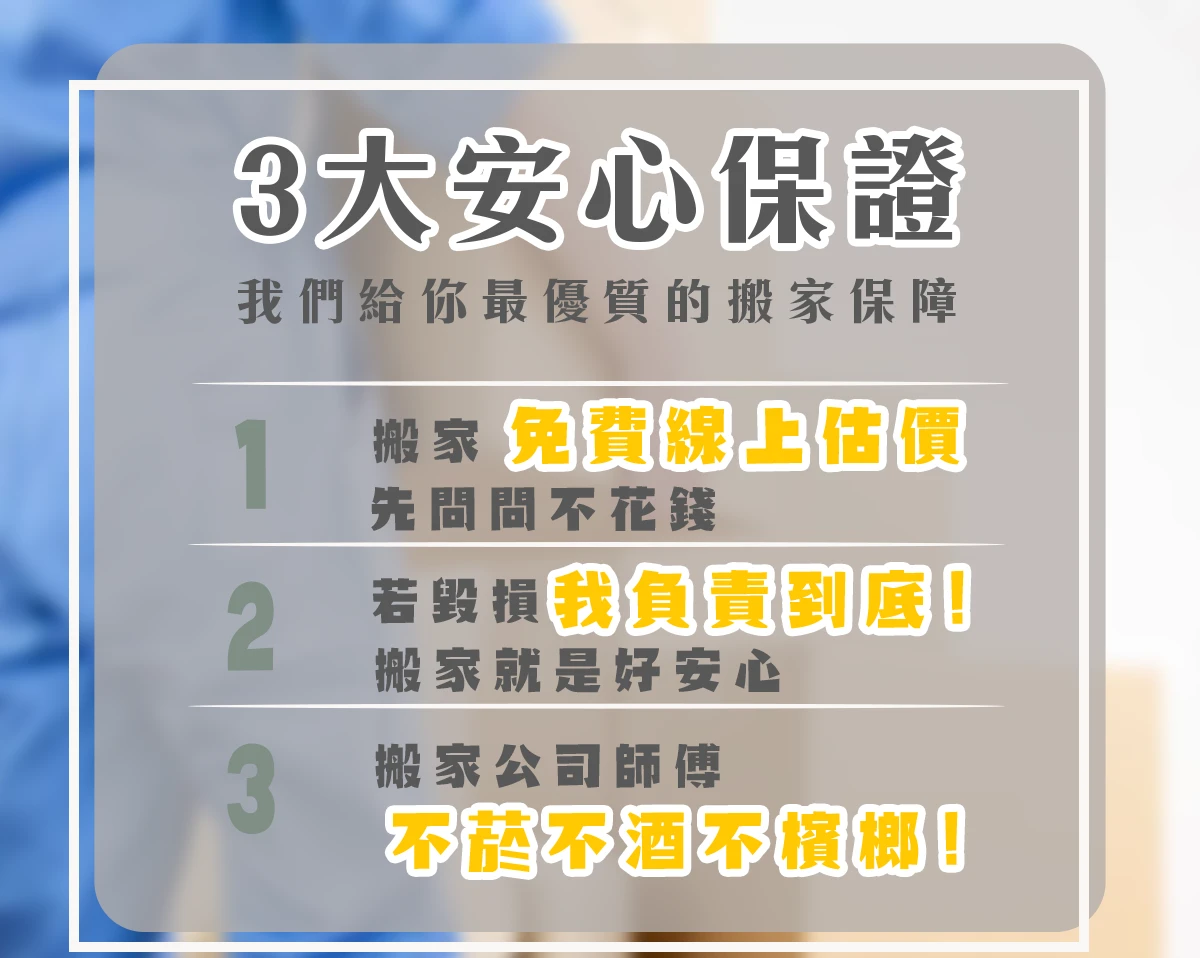 3大安心保證
我們給你最優質的搬家保障
1
搬家 免費線上估價
先問問不花錢
2
若毀損我負責到底!
搬家就是好安心
3
搬家公司師傅
不菸不酒不檳榔!